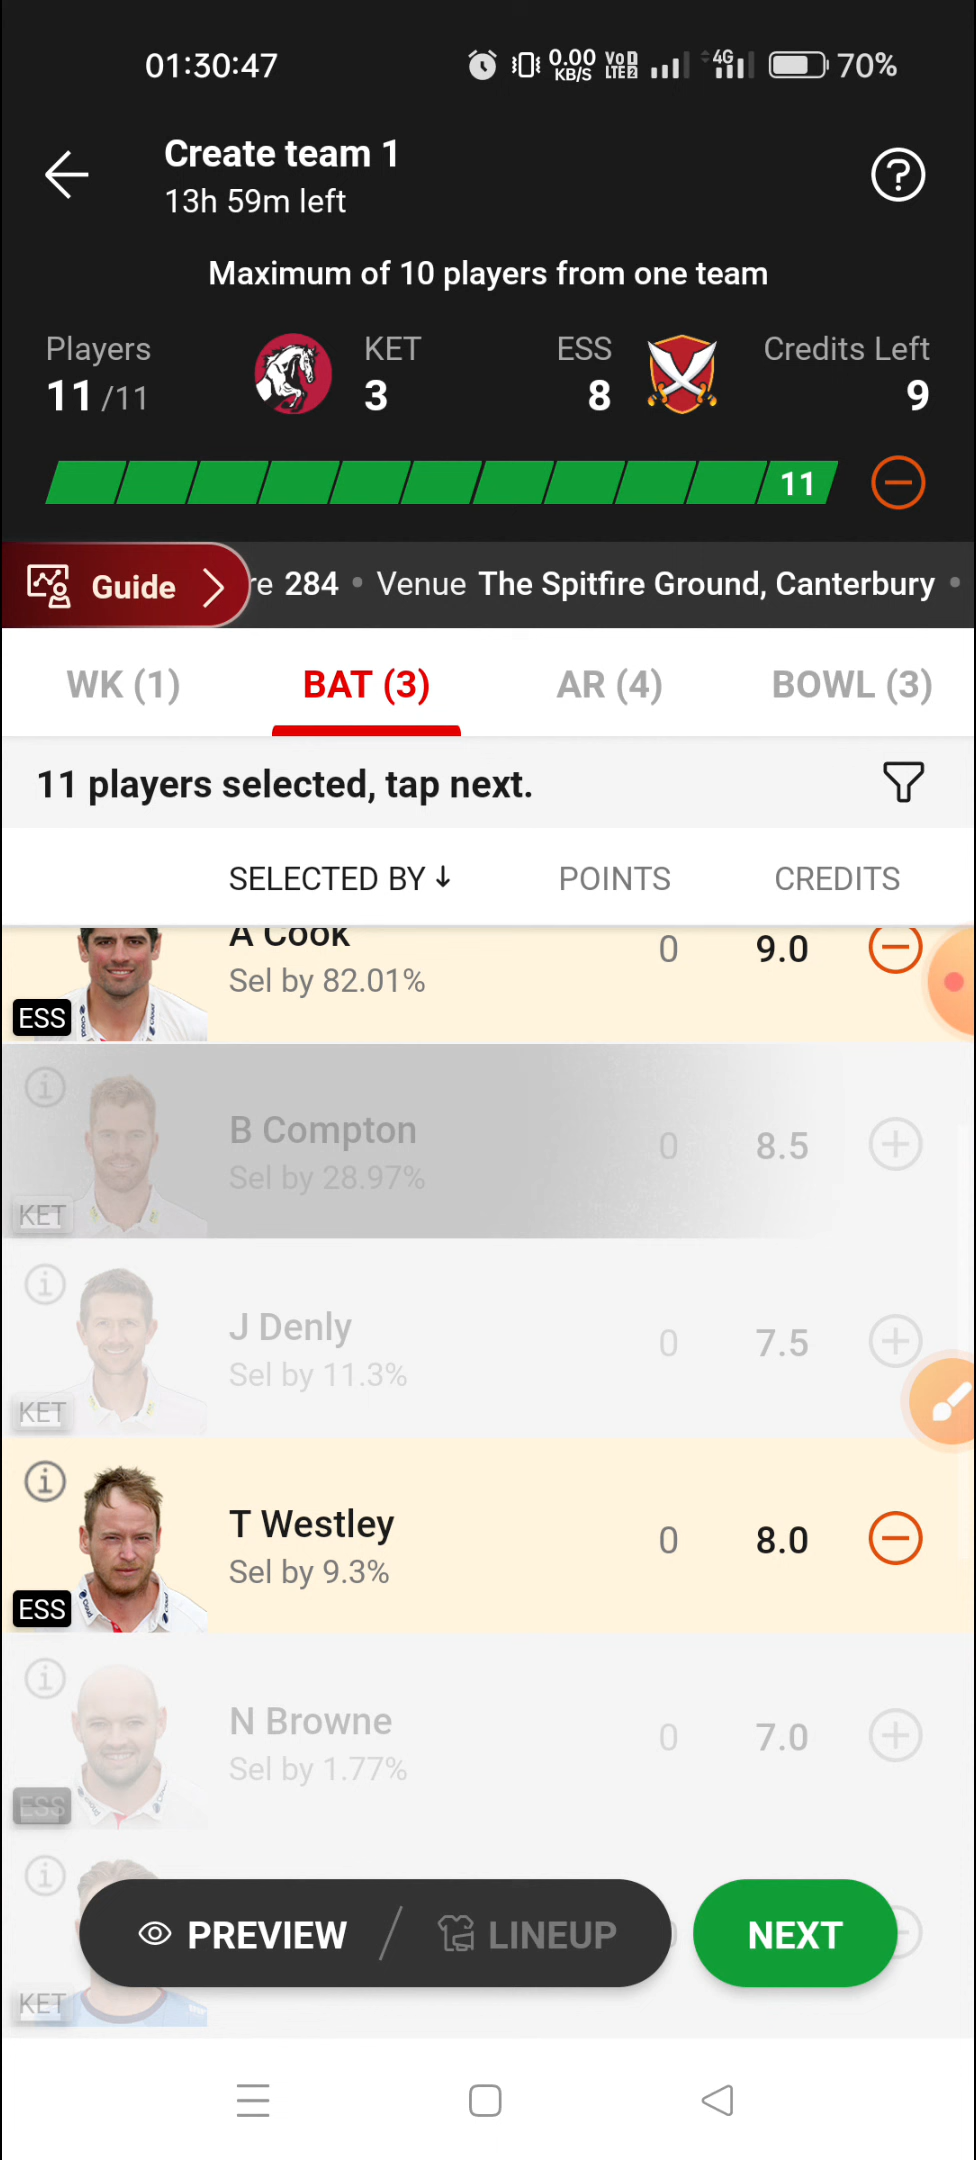 01:30:47
0.00 KB/S
VoD 1 LTE 2
4G
70%
Create team 1
13h 59m left
Maximum of 10 players from one team
Players
KET
ESS
Credits Left
11 /11
3
8
9
11
Guide
re 284 • Venue The Spitfire Ground, Canterbury •
WK (1)
BAT (3)
AR (4)
BOWL (3)
11 players selected, tap next.
SELECTED BY ↓
POINTS
CREDITS
A Cook
0
9.0
Sel by 82.01%
ESS
B Compton
0
8.5
Sel by 28.97%
KET
J Denly
0
7.5
Sel by 11.3%
KET
T Westley
0
8.0
Sel by 9.3%
ESS
N Browne
0
7.0
Sel by 1.77%
ESS
PREVIEW / LINEUP
NEXT
KET